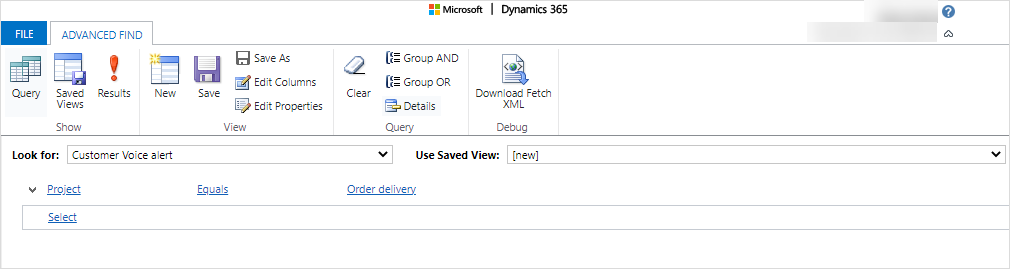 Microsoft | Dynamics 365
FILE ADVANCED FIND
Query Saved Views Results New Save Save As Edit Columns Edit Properties Clear Group AND Group OR Details Download Fetch XML
Show View Query Debug
Look for: Customer Voice alert Use Saved View: [new]
Project Equals Order delivery
Select